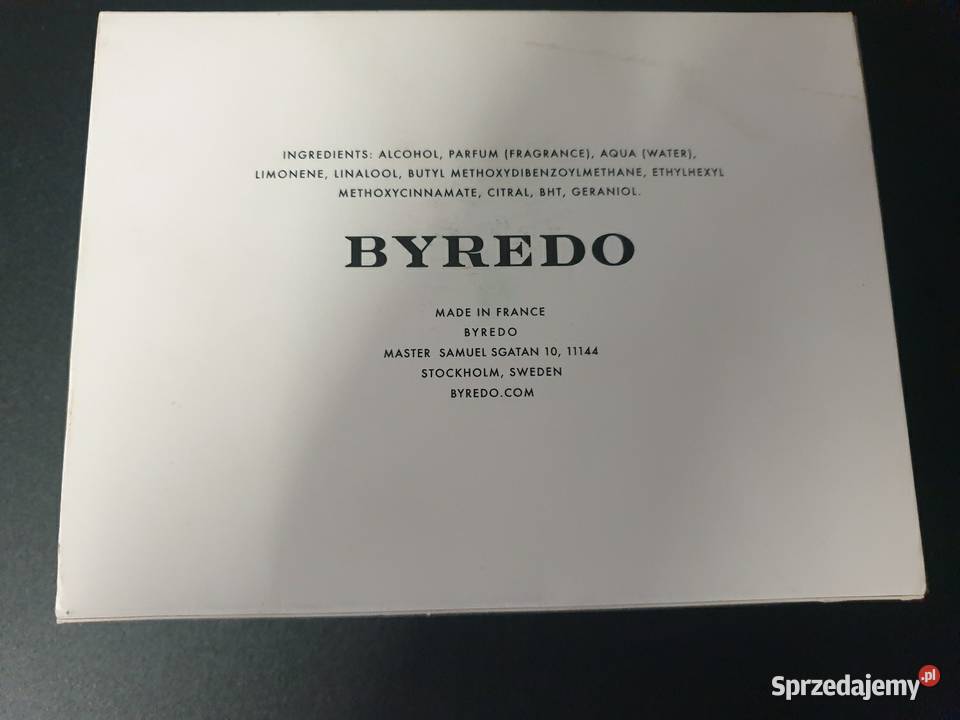 INGREDIENTS: ALCOHOL, PARFUM (FRAGRANCE), AQUA (WATER),
LIMONENE, LINALOOL, BUTYL METHOXYDIBENZOYLMETHANE, ETHYLHEXYL
METHOXYCINNAMATE, CITRAL, BHT, GERANIOL.
BYREDO
MADE IN FRANCE
BYREDO
MASTER SAMUEL SGATAN 10, 11144
STOCKHOLM, SWEDEN
BYREDO.COM
Sprzedajemy.pl